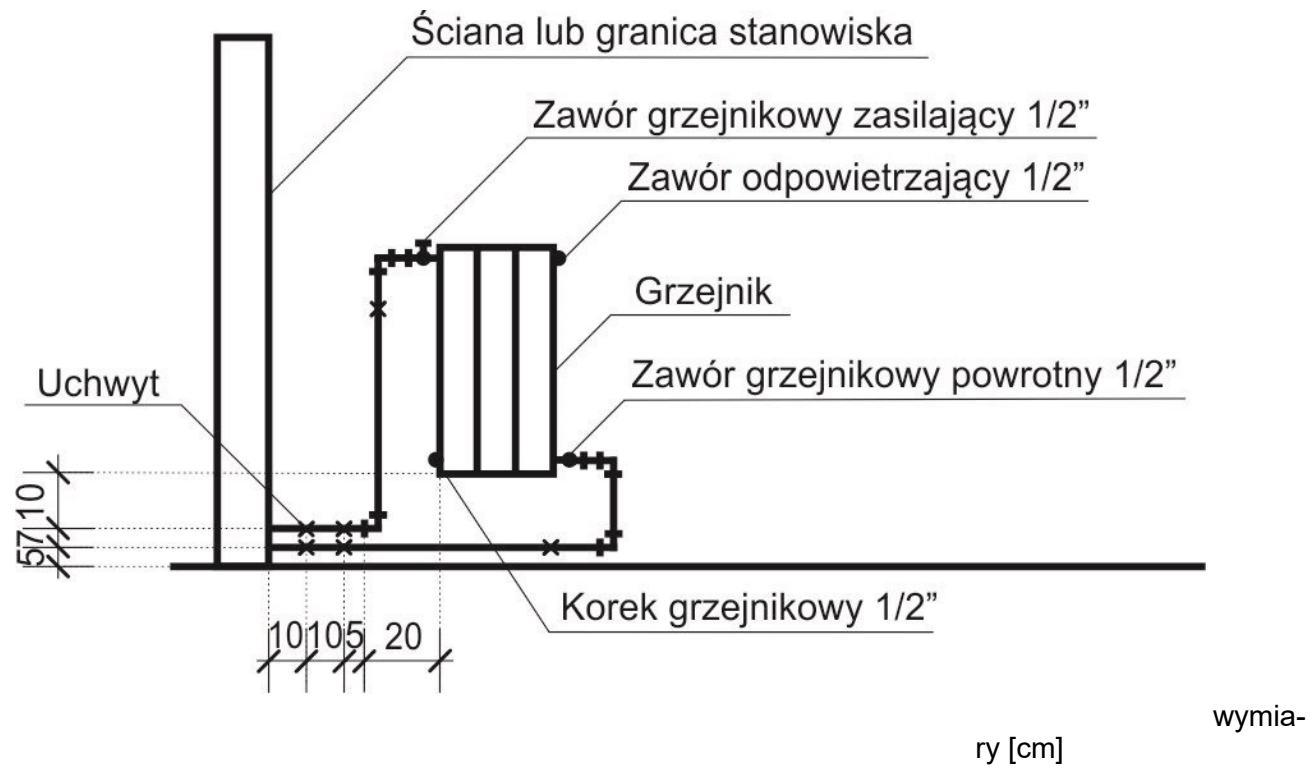 Ściana lub granica stanowiska
Zawór grzejnikowy zasilający 1/2”
Zawór odpowietrzający 1/2”
Grzejnik
Uchwyt
Zawór grzejnikowy powrotny 1/2”
10
7
5
Korek grzejnikowy 1/2”
10 10 5 20
wymia-
ry [cm]